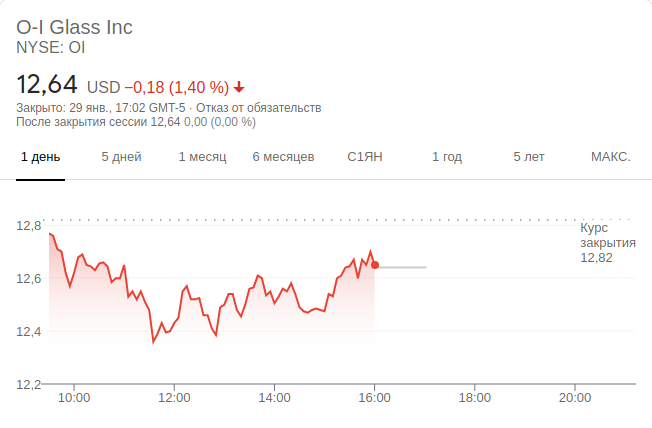 O-I Glass Inc
NYSE: OI
12,64 USD −0,18 (1,40 %)
Закрыто: 29 янв., 17:02 GMT-5 · Отказ от обязательств
После закрытия сессии 12,64 0,00 (0,00 %)
1 день 5 дней 1 месяц 6 месяцев С1ЯН 1 год 5 лет МАКС.
12,8
Курс
закрытия
12,82
12,6
12,4
12,2
10:00 12:00 14:00 16:00 18:00 20:00